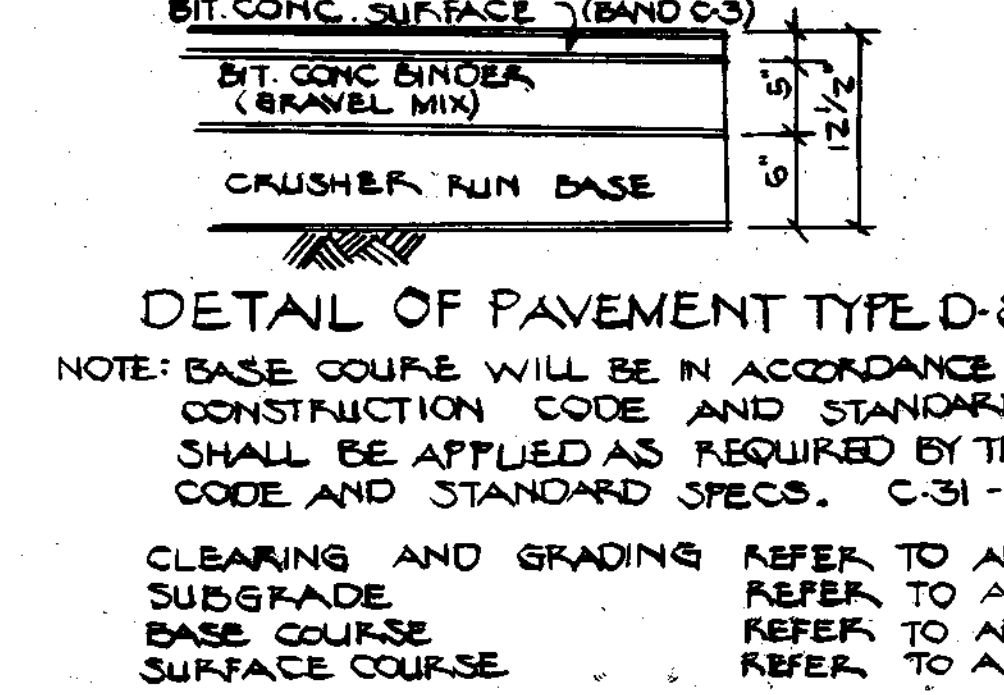 BIT. CONC. SURFACE (BAND C-3)
BIT. CONC BINDER
(GRAVEL MIX)
CRUSHER RUN BASE
5"
6"
12 1/2"
DETAIL OF PAVEMENT TYPE D-
NOTE: BASE COURE WILL BE IN ACCORDANCE
CONSTRUCTION CODE AND STANDAR
SHALL BE APPLIED AS REQUIRED BY T
CODE AND STANDARD SPECS. C-31 -
CLEARING AND GRADING REFER TO A
SUBGRADE REFER TO A
BASE COURSE REFER TO A
SURFACE COURSE REFER TO A